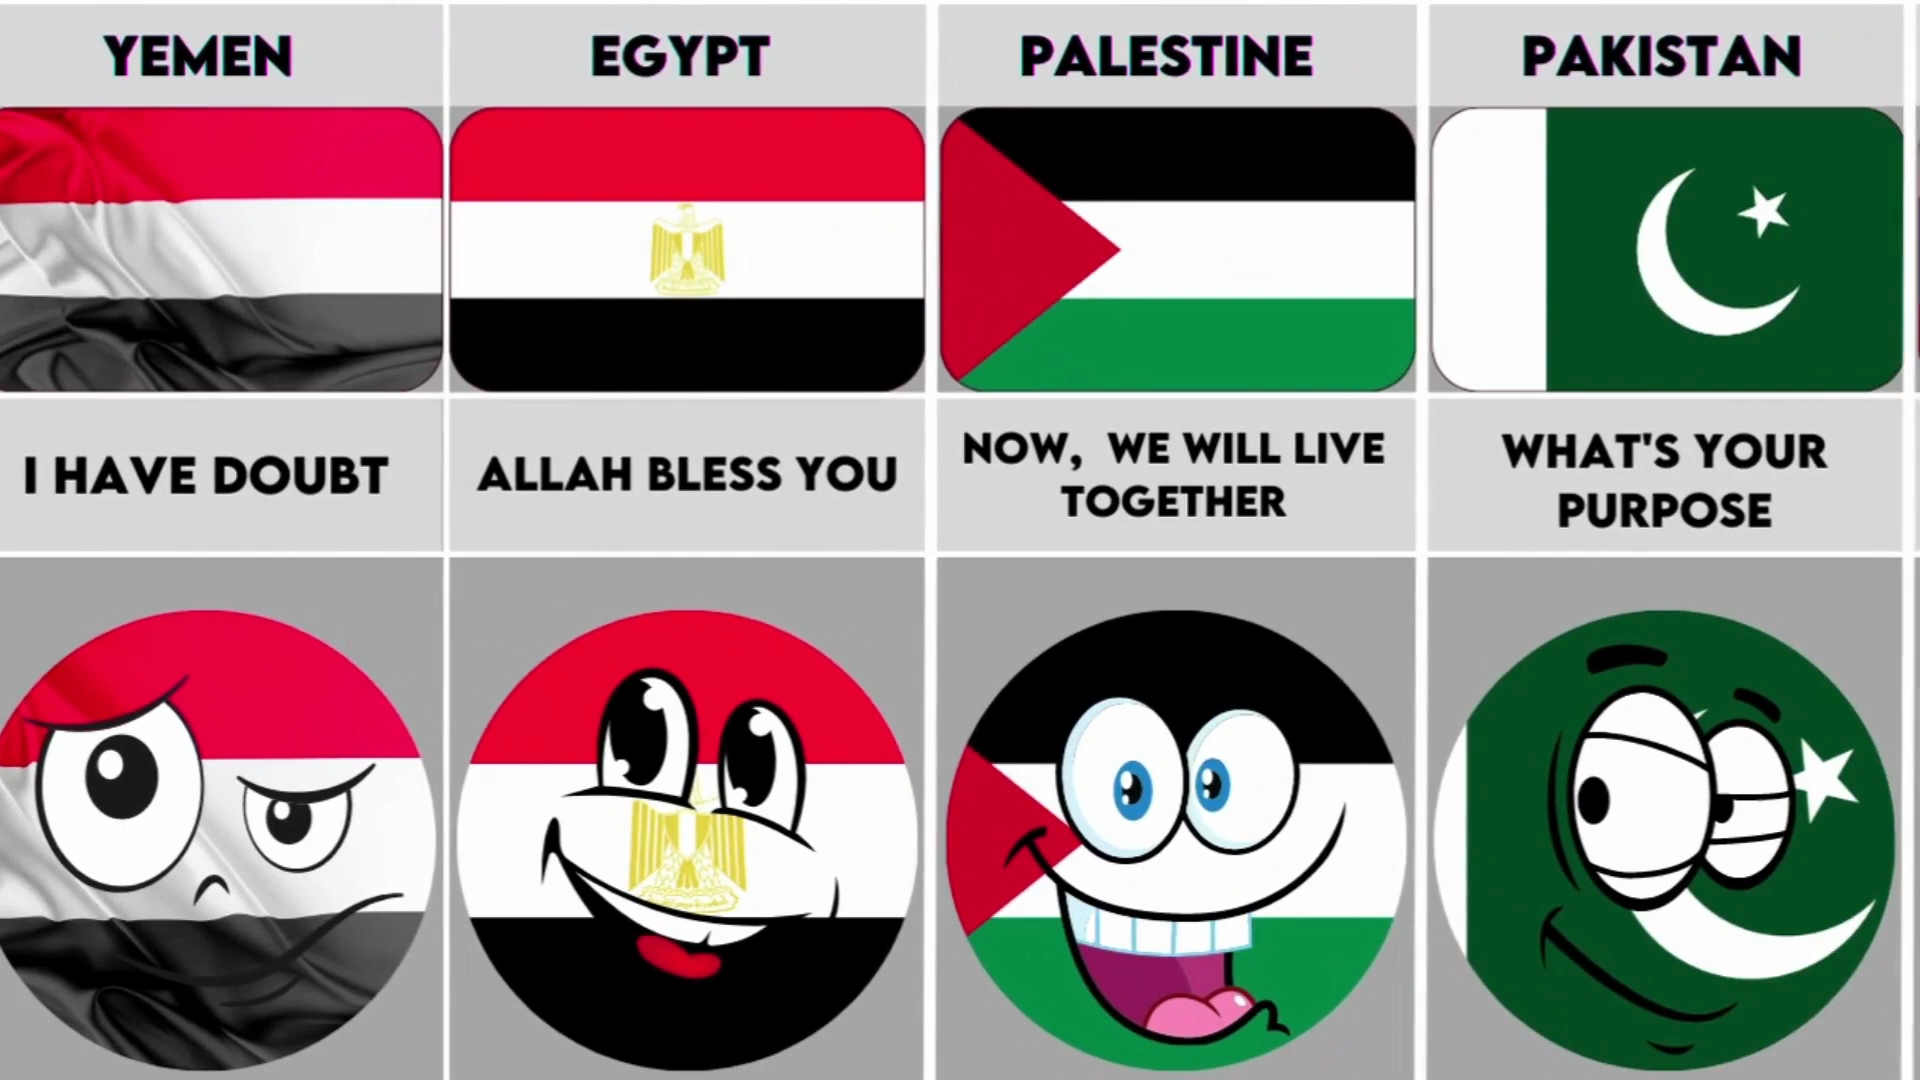 YEMEN
EGYPT
PALESTINE
PAKISTAN
I HAVE DOUBT
ALLAH BLESS YOU
NOW, WE WILL LIVE
TOGETHER
WHAT'S YOUR
PURPOSE